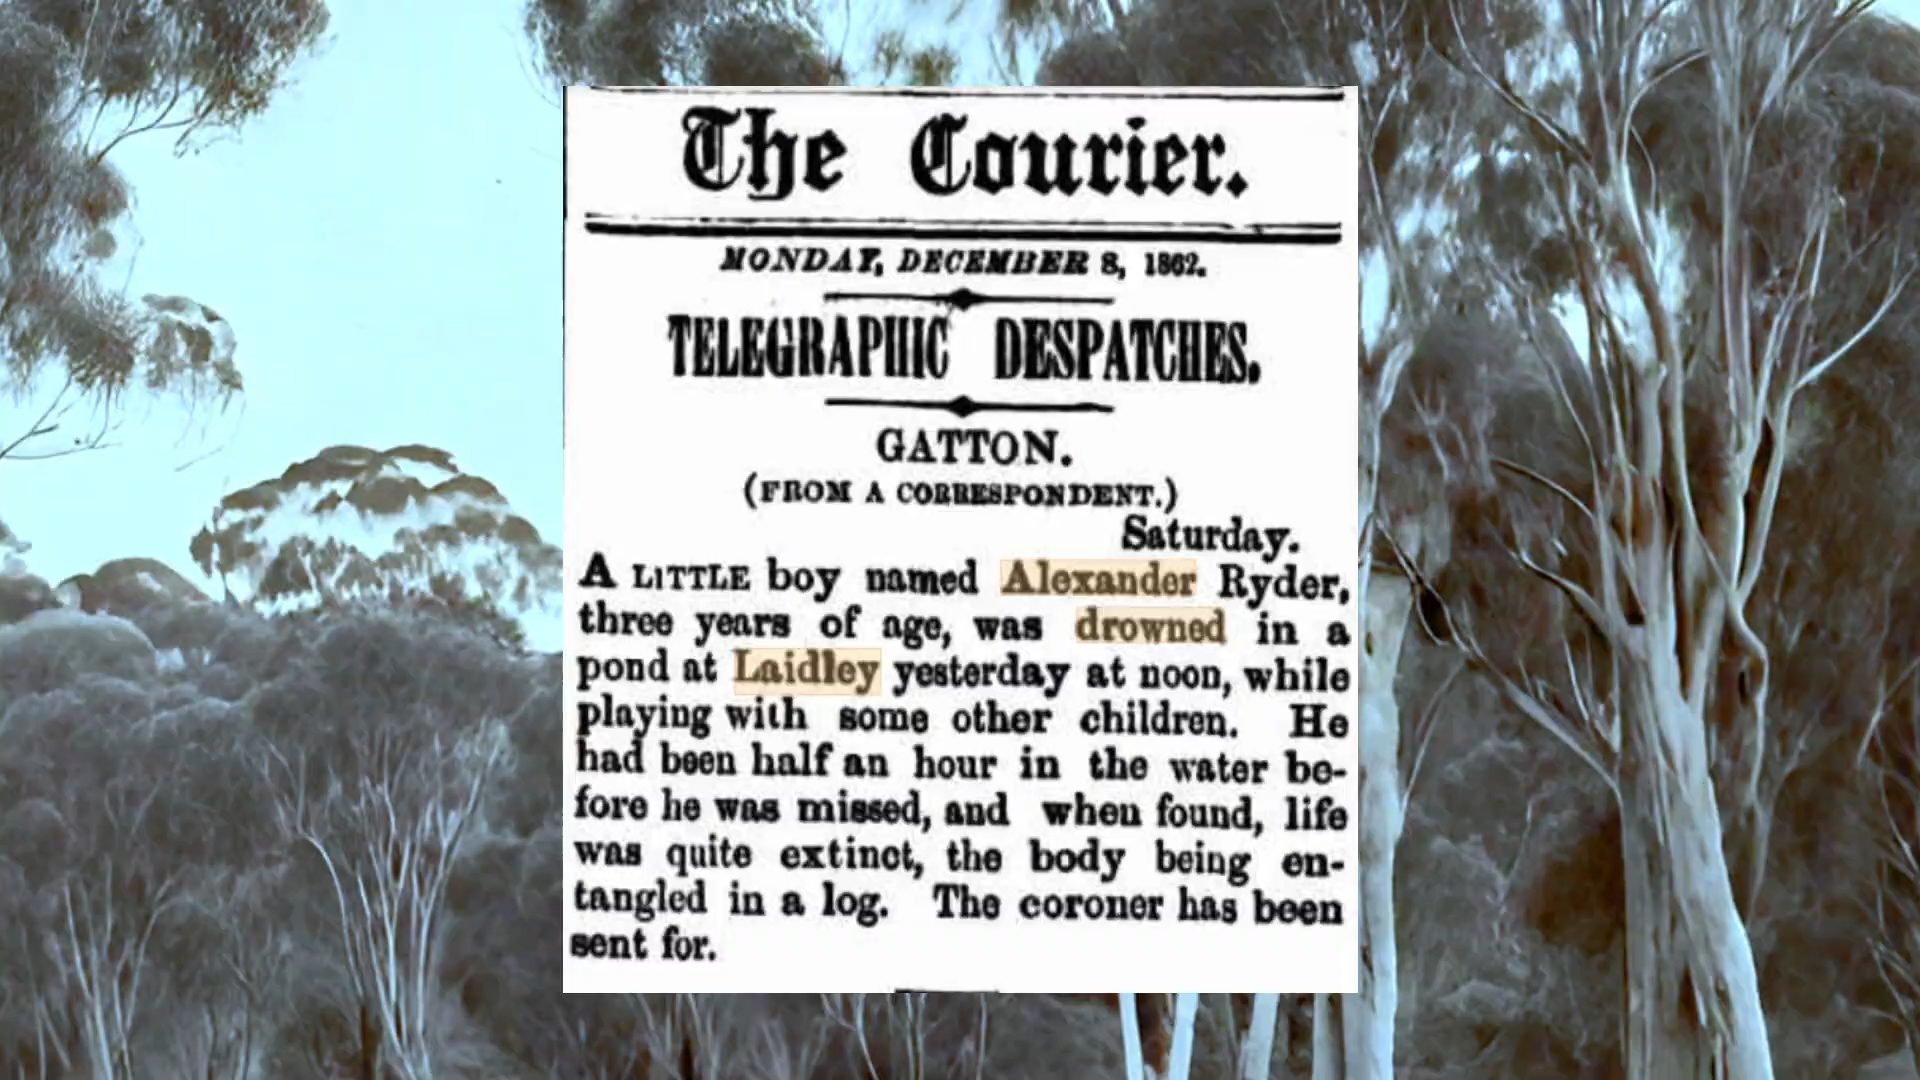 The Courier.
MONDAY, DECEMBER 8, 1862.
TELEGRAPHIC DESPATCHES.
GATTON.
(FROM A CORRESPONDENT.)
Saturday.
A LITTLE boy named Alexander Ryder,
three years of age, was drowned in a
pond at Laidley yesterday at noon, while
playing with some other children. He
had been half an hour in the water be-
fore he was missed, and when found, life
was quite extinct, the body being en-
tangled in a log. The coroner has been
sent for.